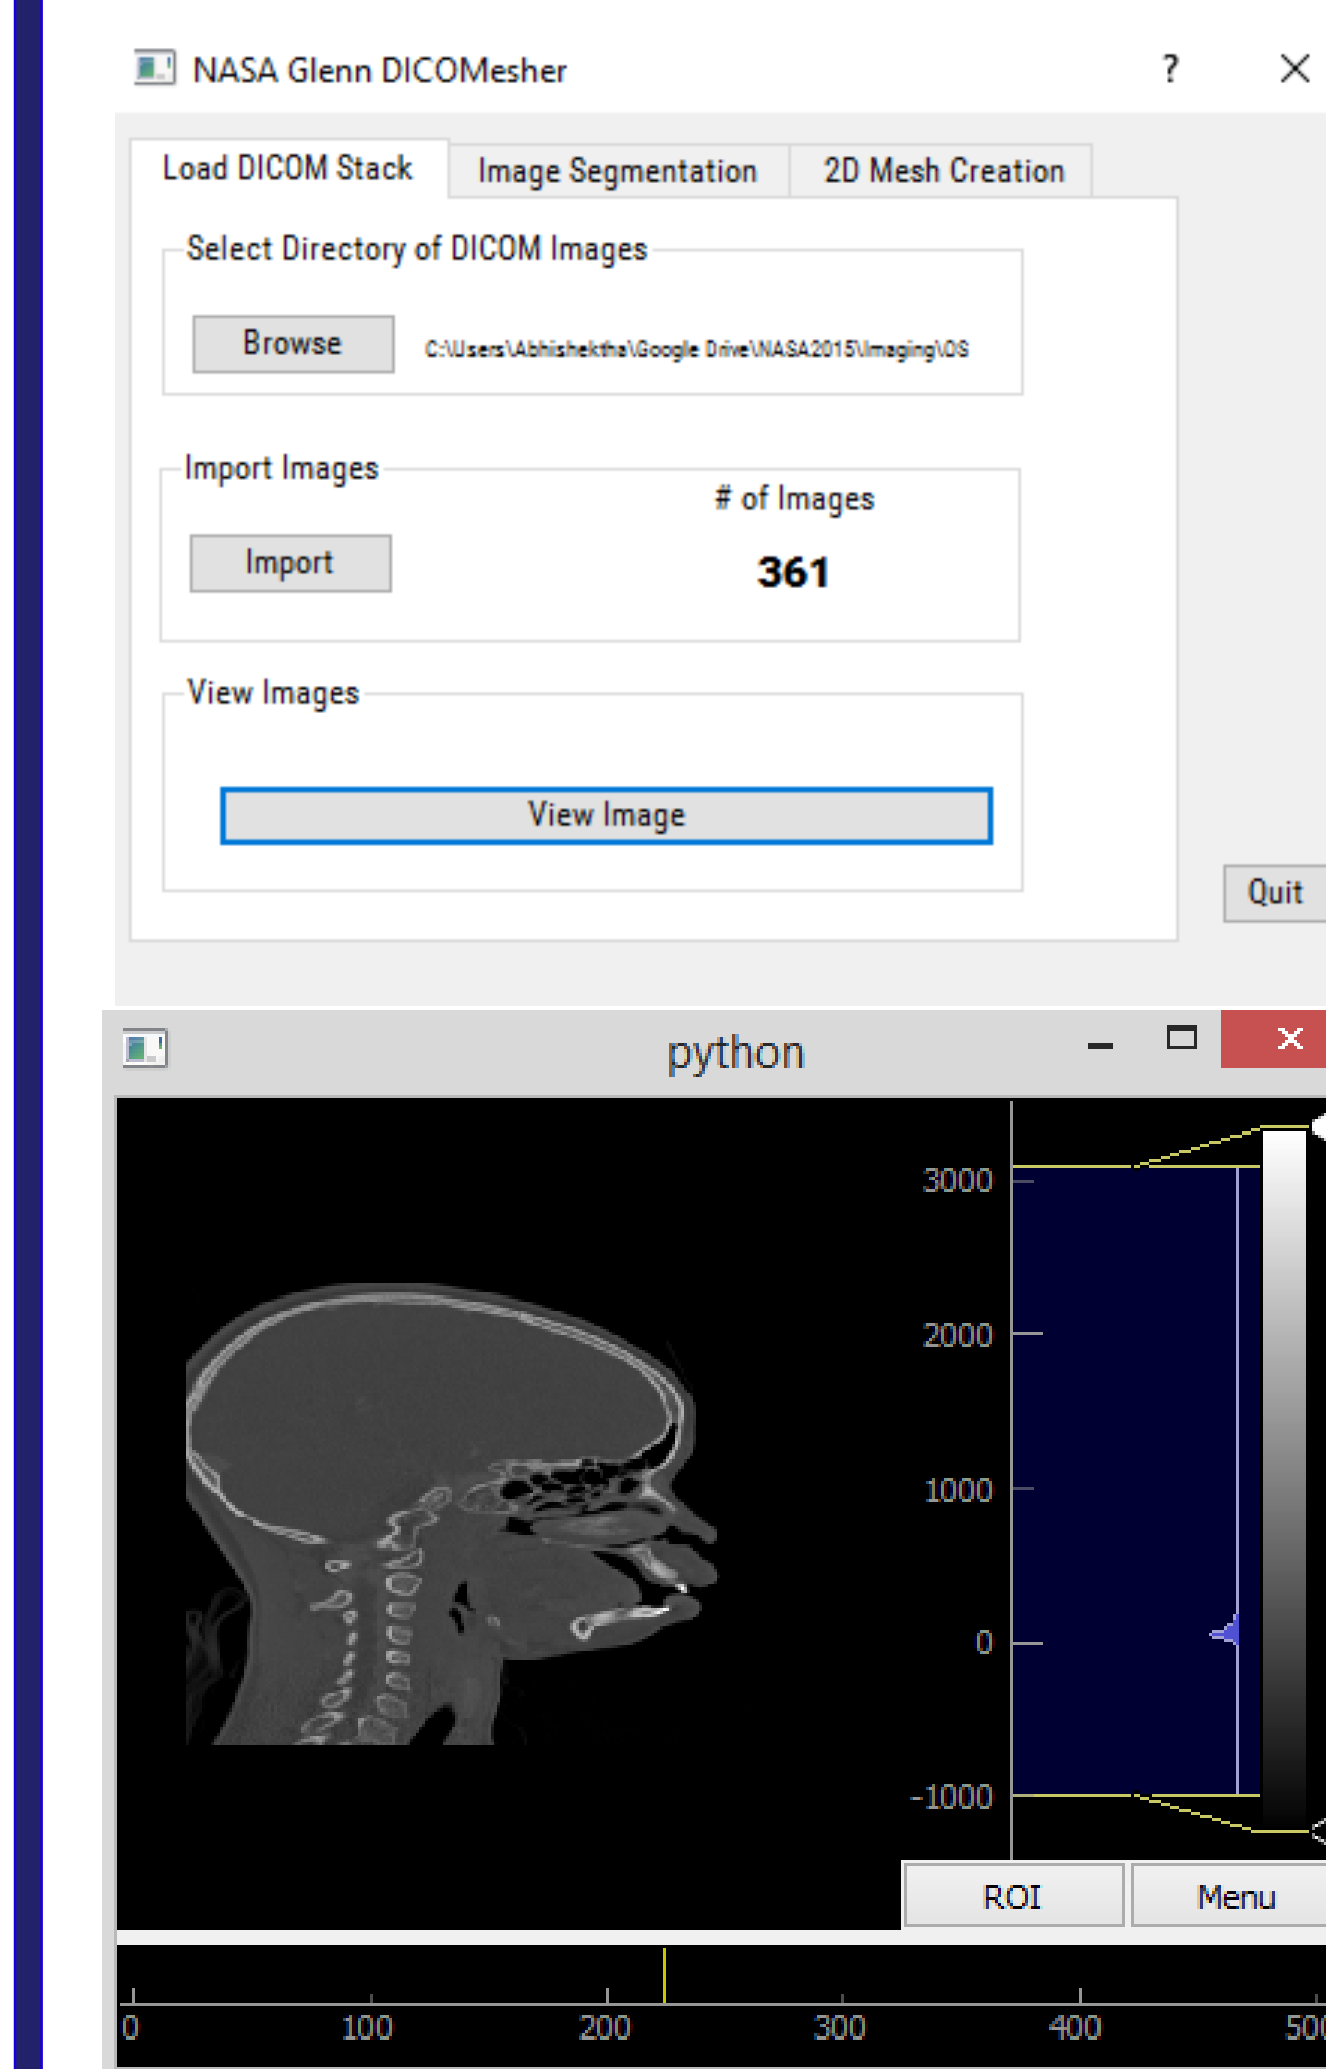 NASA Glenn DICOMesher ?
Load DICOM Stack Image Segmentation 2D Mesh Creation
Select Directory of DICOM Images
Browse C:\Users\Abhishektha\Google Drive\NASA2015\Imaging\OS
Import Images
# of Images
Import 361
View Images
View Image
Quit
python
3000
2000
1000
0
-1000
ROI Menu
0 100 200 300 400 500